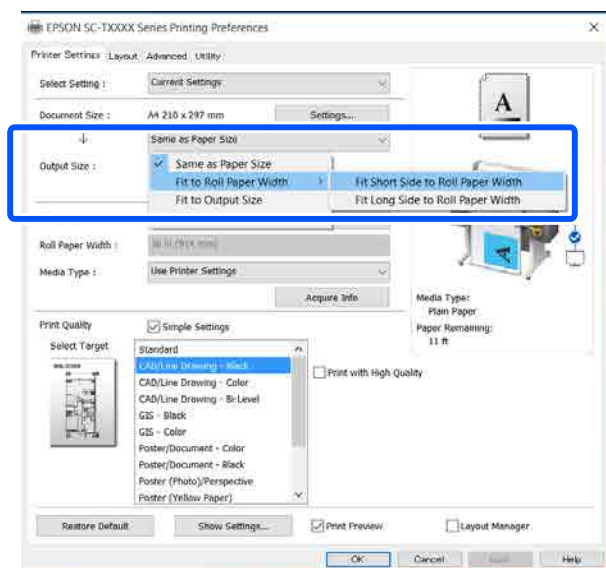 EPSON SC-TXXXX Series Printing Preferences
Printer Settings Layout Advanced Utility
Select Setting : Current Settings
Document Size : A4 210 x 297 mm Settings...
Same as Paper Size
Output Size : Same as Paper Size
Fit to Roll Paper Width Fit Short Side to Roll Paper Width
Fit to Output Size Fit Long Side to Roll Paper Width
Roll Paper Width :
Media Type : Use Printer Settings
Acquire Info
Media Type:
Plain Paper
Paper Remaining:
11 ft
Print Quality Simple Settings
Select Target
Standard
CAD/Line Drawing - Black
CAD/Line Drawing - Color
CAD/Line Drawing - Bi-Level
GIS - Black
GIS - Color
Poster/Document - Color
Poster/Document - Black
Poster (Photo)/Perspective
Poster (Yellow Paper)
Print with High Quality
Restore Default Show Settings... Print Preview Layout Manager
OK Cancel Help
A
A